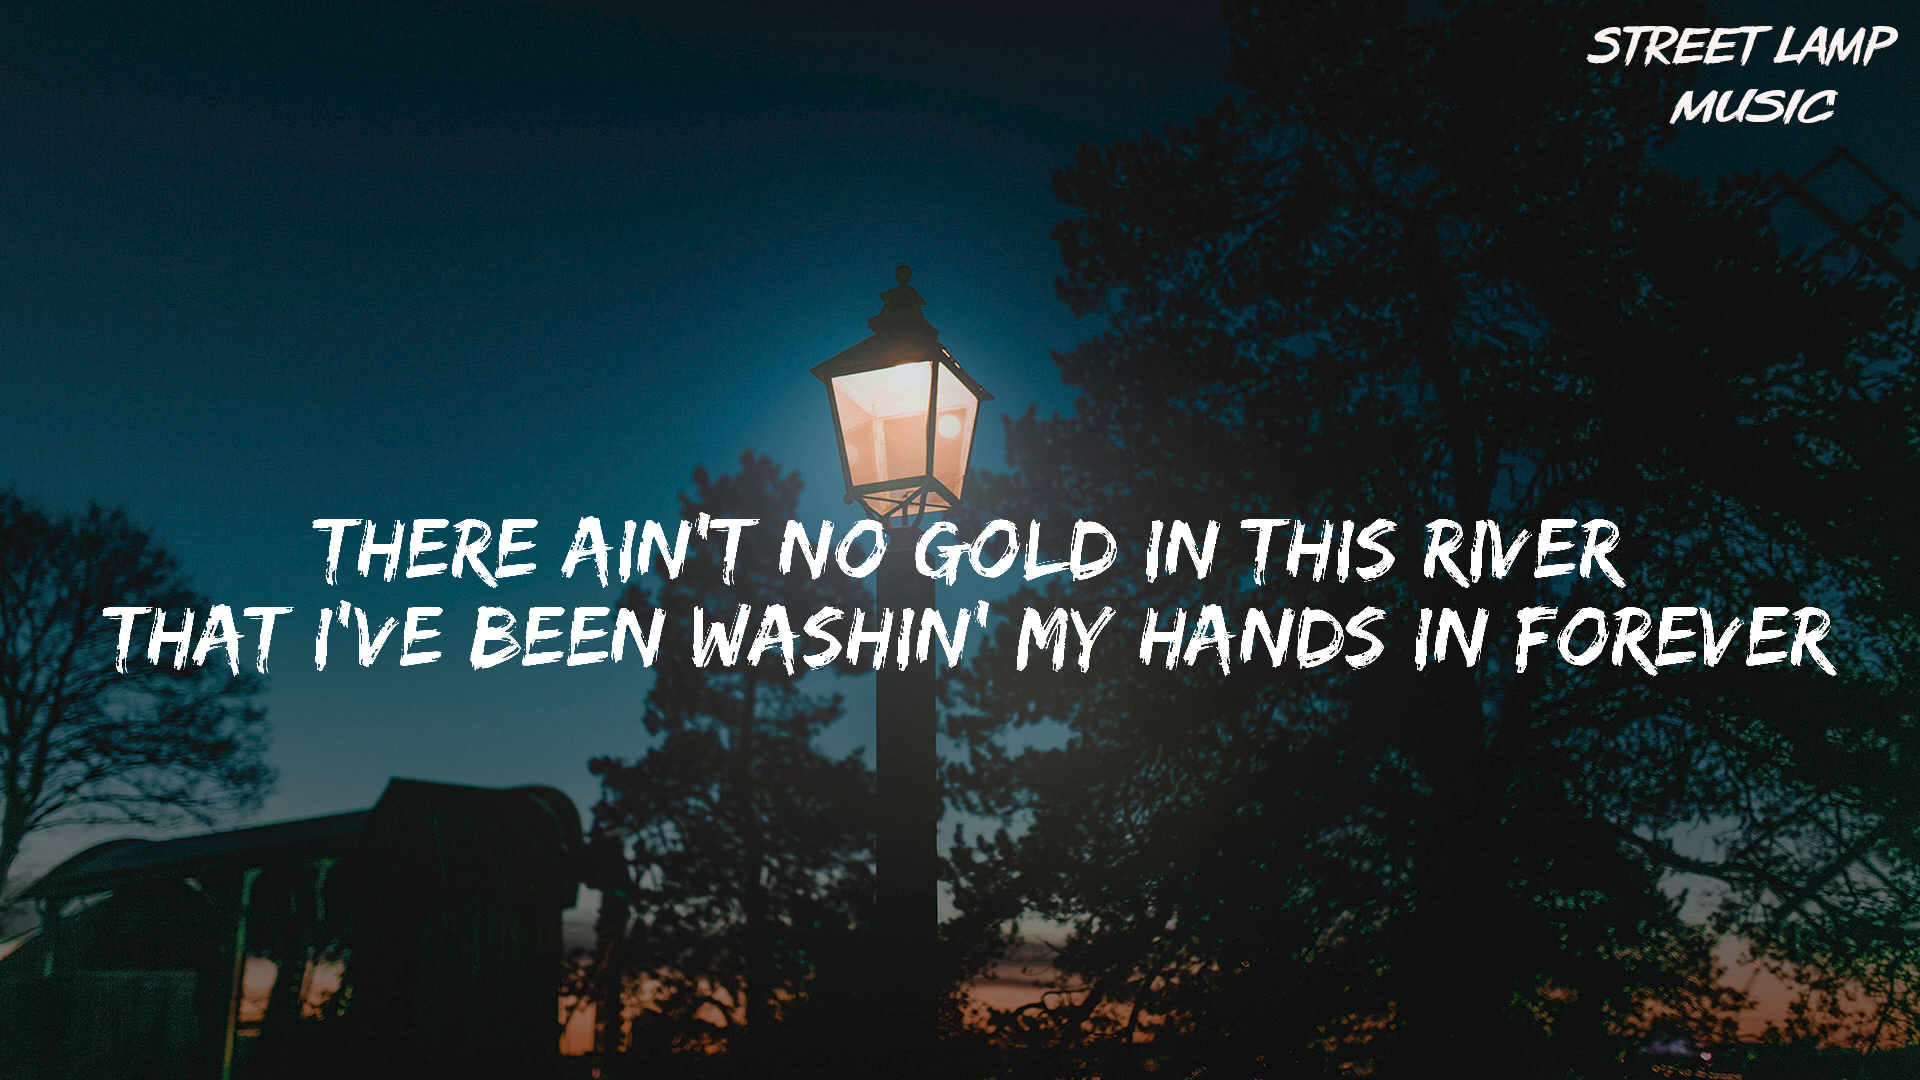 STREET LAMP
MUSIC
THERE AIN'T NO GOLD IN THIS RIVER
THAT I'VE BEEN WASHIN' MY HANDS IN FOREVER